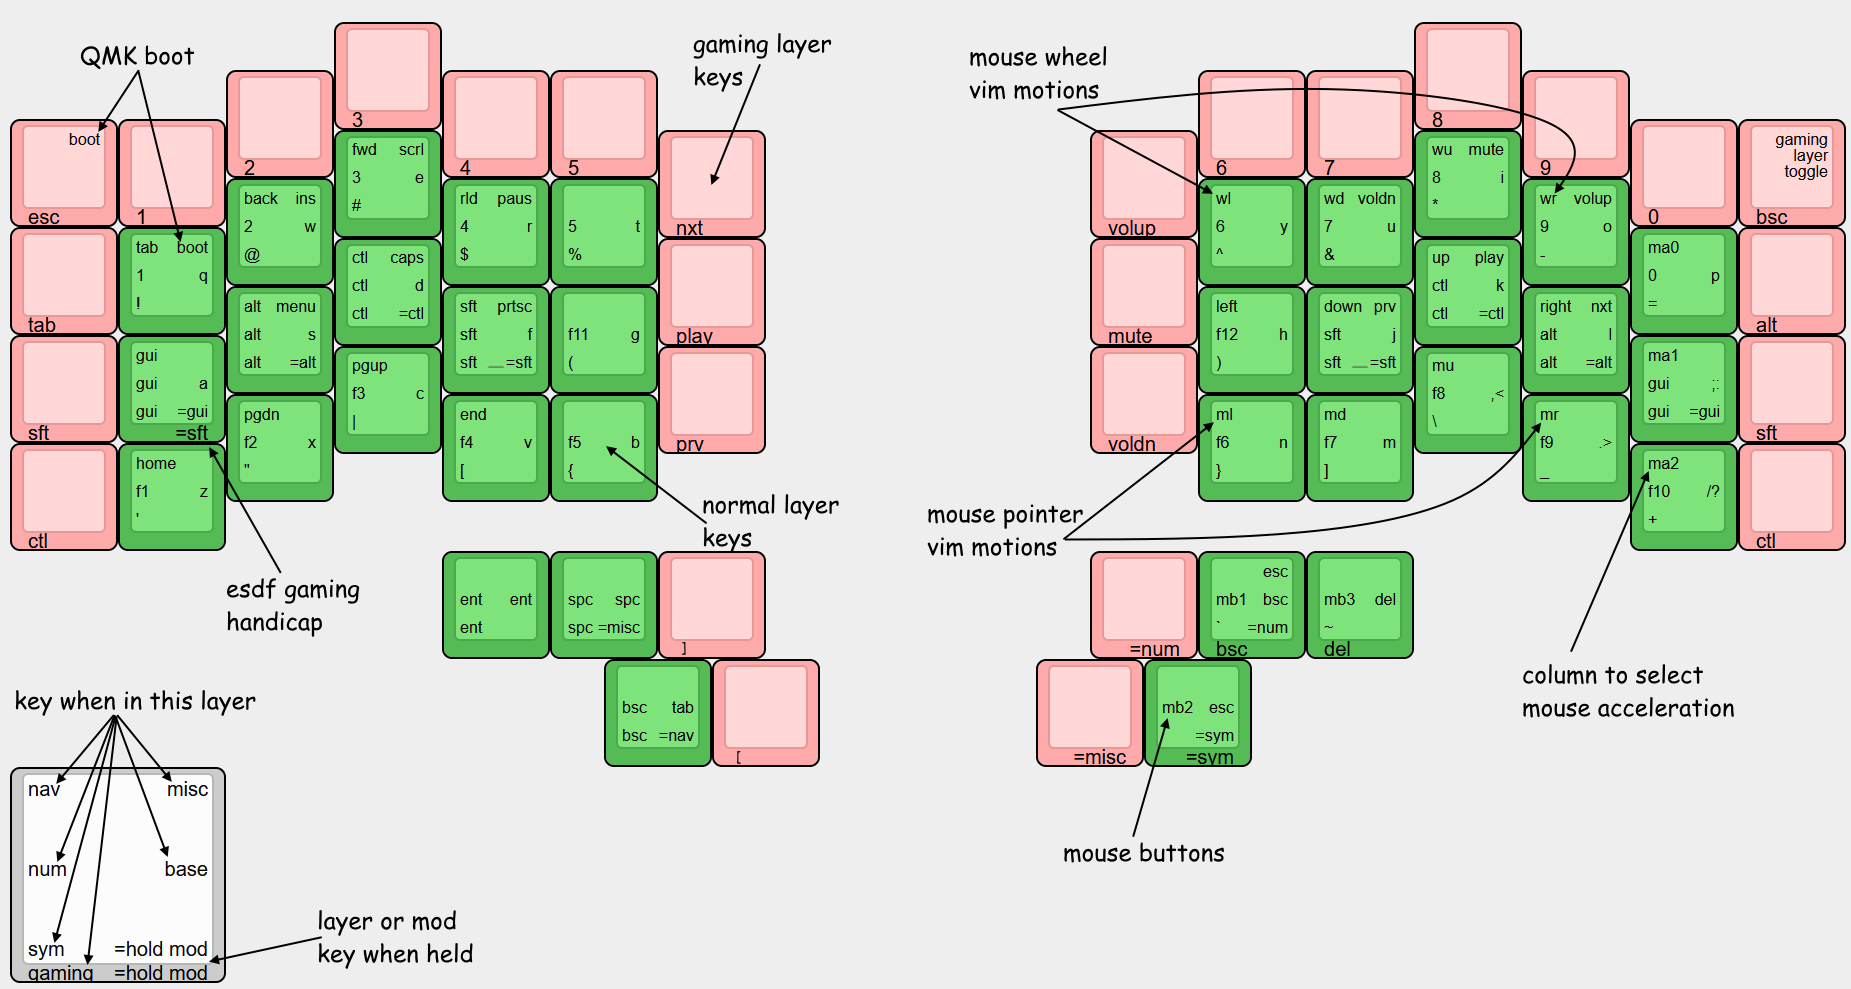 QMK boot
gaming layer
keys
mouse wheel
vim motions
boot
esc
1
2
3
4
5
nxt
tab
play
sft
prv
ctl
tab boot
1 q
!
back ins
2 w
@
fwd scrl
3 e
#
rld paus
4 r
$
5 t
%
gui
gui a
gui =gui
=sft
alt menu
alt s
alt =alt
ctl caps
ctl d
ctl =ctl
sft prtsc
sft f
sft __=sft
f11 g
(
home
f1 z
'
pgdn
f2 x
"
pgup
f3 c
|
end
f4 v
[
f5 b
{
normal layer
keys
esdf gaming
handicap
ent ent
ent
spc spc
spc =misc
]
bsc tab
bsc =nav
[
volup
6
7
8
9
0
gaming
layer
toggle
bsc
mute
alt
voldn
sft
ctl
wl
6 y
^
wd voldn
7 u
&
wu mute
8 i
*
wr volup
9 o
-
ma0
0 p
=
left
f12 h
)
down prv
sft j
sft __=sft
up play
ctl k
ctl =ctl
right nxt
alt l
alt =alt
ma1
gui ;:
gui =gui
ml
f6 n
}
md
f7 m
]
mu
f8 ,<
\
mr
f9 .>
_
ma2
f10 /?
+
mouse pointer
vim motions
=num
esc
mb1 bsc
` =num
bsc
mb3 del
~
del
=misc
mb2 esc
=sym
=sym
column to select
mouse acceleration
mouse buttons
key when in this layer
nav misc
num base
sym =hold mod
gaming =hold mod
layer or mod
key when held